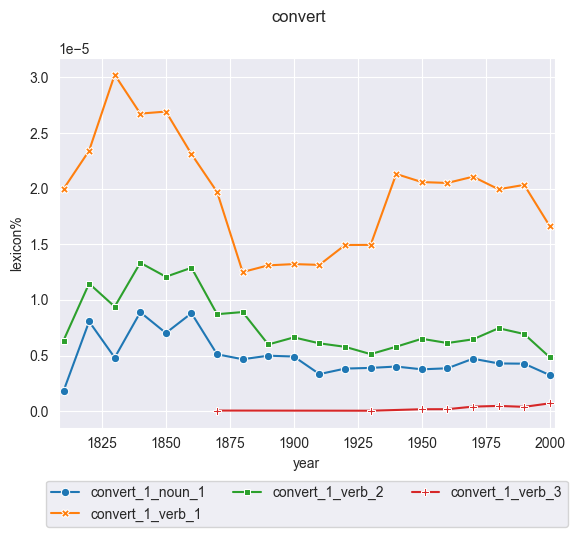 convert
1e−5
3.0
2.5
2.0
1.5
1.0
0.5
0.0
lexicon%
1825 1850 1875 1900 1925 1950 1975 2000
year
convert_1_noun_1 convert_1_verb_2 convert_1_verb_3
convert_1_verb_1